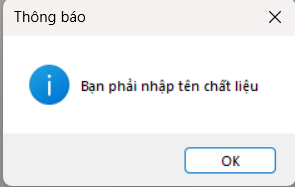 Thông báo
Bạn phải nhập tên chất liệu
OK